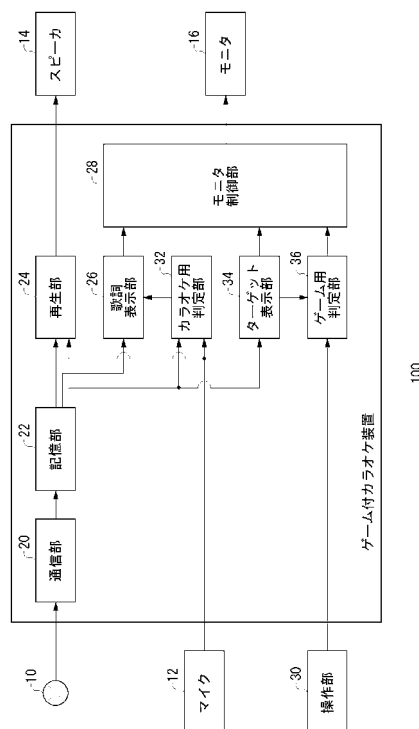 スピーカ
14
モニタ
16
モニタ
制御部
28
再生部
24
歌詞
表示部
26
カラオケ用
判定部
32
ターゲット
表示部
34
ゲーム用
判定部
36
記憶部
22
通信部
20
ゲーム付カラオケ装置
100
10
マイク
12
操作部
30